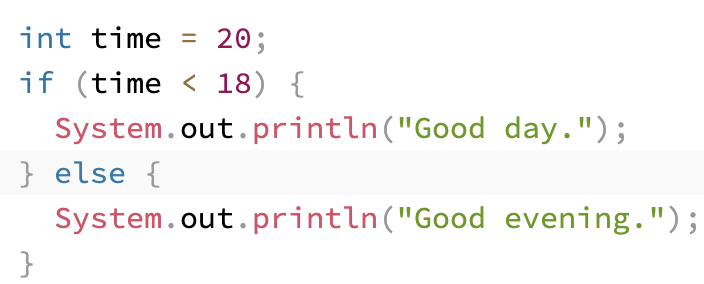 int time = 20;
if (time < 18) {
  System.out.println("Good day.");
} else {
  System.out.println("Good evening.");
}